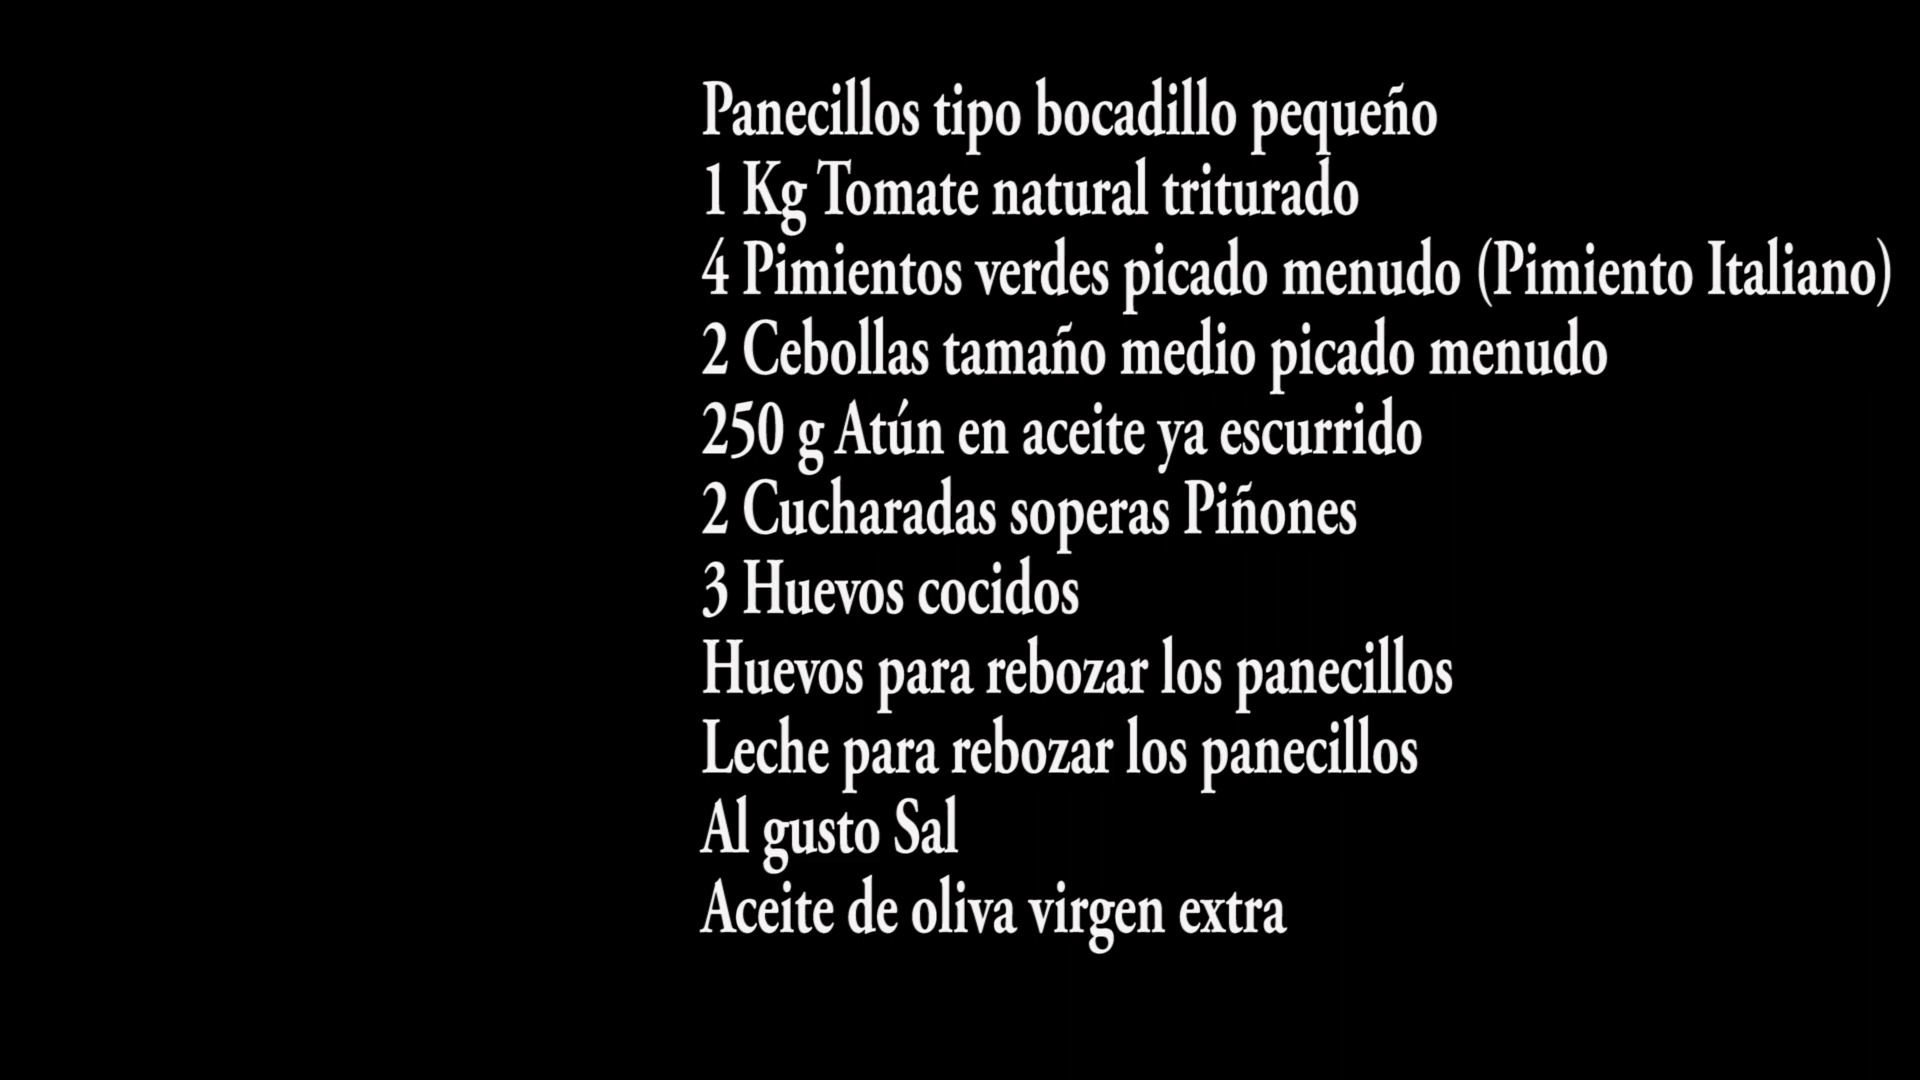 Panecillos tipo bocadillo pequeño
1 Kg Tomate natural triturado
4 Pimientos verdes picado menudo (Pimiento Italiano)
2 Cebollas tamaño medio picado menudo
250 g Atún en aceite ya escurrido
2 Cucharadas soperas Piñones
3 Huevos cocidos
Huevos para rebozar los panecillos
Leche para rebozar los panecillos
Al gusto Sal
Aceite de oliva virgen extra